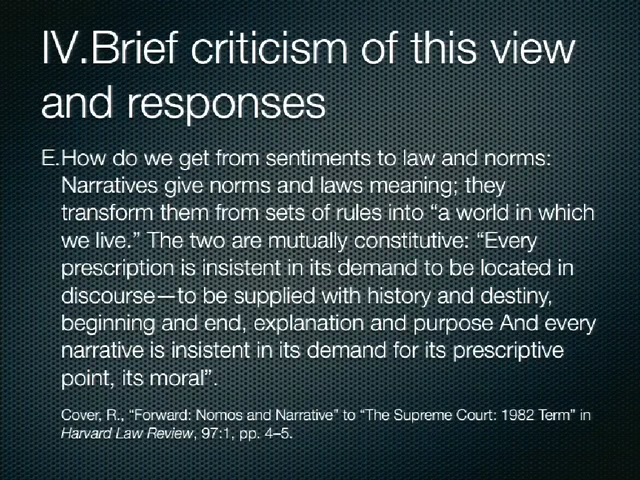 IV.Brief criticism of this view
and responses
E.How do we get from sentiments to law and norms:
Narratives give norms and laws meaning; they
transform them from sets of rules into “a world in which
we live.” The two are mutually constitutive: “Every
prescription is insistent in its demand to be located in
discourse—to be supplied with history and destiny,
beginning and end, explanation and purpose And every
narrative is insistent in its demand for its prescriptive
point, its moral”.
Cover, R., “Forward: Nomos and Narrative” to “The Supreme Court: 1982 Term” in
Harvard Law Review, 97:1, pp. 4–5.